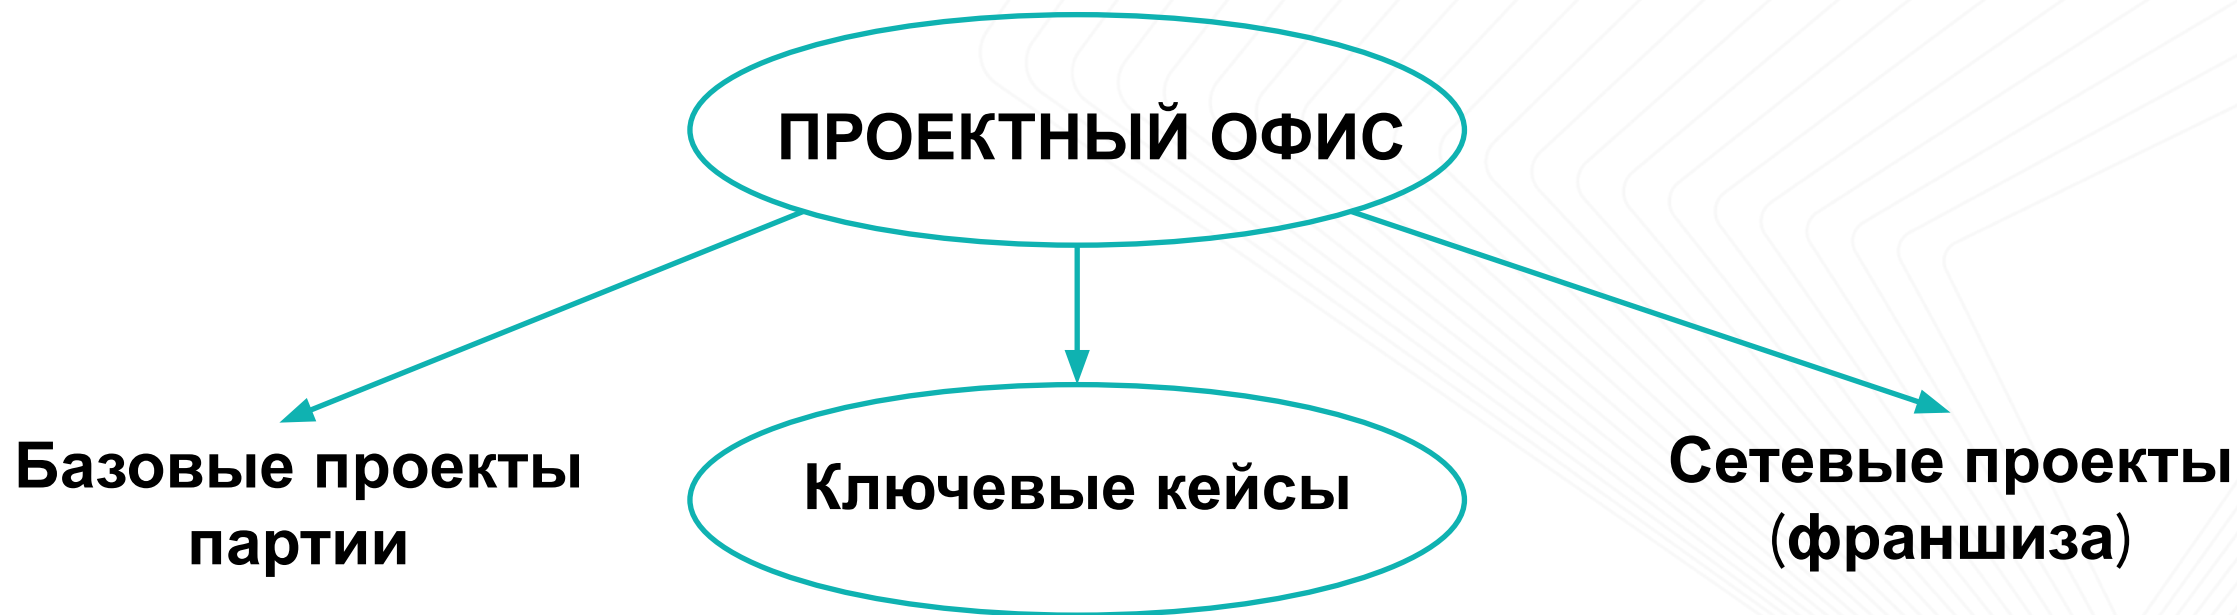 ПРОЕКТНЫЙ ОФИС
Базовые проекты
партии
Ключевые кейсы
Сетевые проекты
(франшиза)